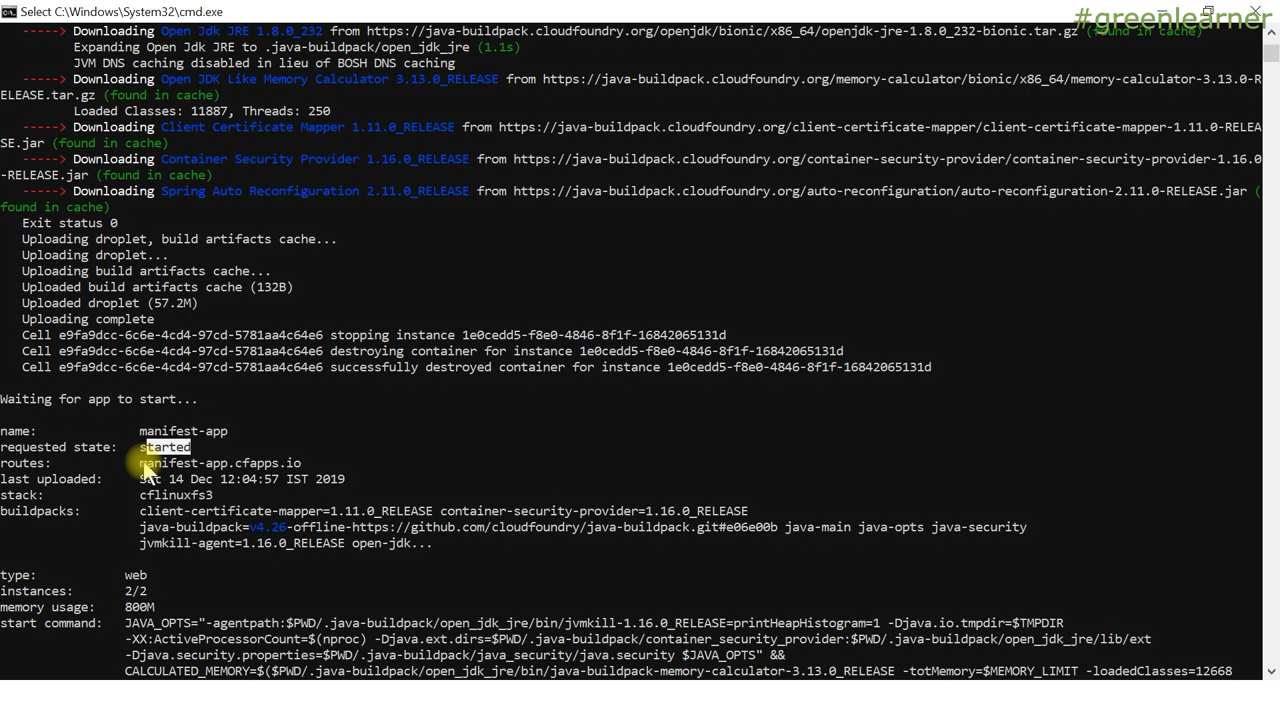 Select C:\Windows\System32\cmd.exe
#greenlearner
-----> Downloading Open Jdk JRE 1.8.0_232 from https://java-buildpack.cloudfoundry.org/openjdk/bionic/x86_64/openjdk-jre-1.8.0_232-bionic.tar.gz (found in cache)
Expanding Open Jdk JRE to .java-buildpack/open_jdk_jre (1.1s)
JVM DNS caching disabled in lieu of BOSH DNS caching
-----> Downloading Open JDK Like Memory Calculator 3.13.0_RELEASE from https://java-buildpack.cloudfoundry.org/memory-calculator/bionic/x86_64/memory-calculator-3.13.0-R
ELEASE.tar.gz (found in cache)
Loaded Classes: 11887, Threads: 250
-----> Downloading Client Certificate Mapper 1.11.0_RELEASE from https://java-buildpack.cloudfoundry.org/client-certificate-mapper/client-certificate-mapper-1.11.0-RELEA
SE.jar (found in cache)
-----> Downloading Container Security Provider 1.16.0_RELEASE from https://java-buildpack.cloudfoundry.org/container-security-provider/container-security-provider-1.16.0
-RELEASE.jar (found in cache)
-----> Downloading Spring Auto Reconfiguration 2.11.0_RELEASE from https://java-buildpack.cloudfoundry.org/auto-reconfiguration/auto-reconfiguration-2.11.0-RELEASE.jar (
found in cache)
Exit status 0
Uploading droplet, build artifacts cache...
Uploading droplet...
Uploading build artifacts cache...
Uploaded build artifacts cache (132B)
Uploaded droplet (57.2M)
Uploading complete
Cell e9fa9dcc-6c6e-4cd4-97cd-5781aa4c64e6 stopping instance 1e0cedd5-f8e0-4846-8f1f-16842065131d
Cell e9fa9dcc-6c6e-4cd4-97cd-5781aa4c64e6 destroying container for instance 1e0cedd5-f8e0-4846-8f1f-16842065131d
Cell e9fa9dcc-6c6e-4cd4-97cd-5781aa4c64e6 successfully destroyed container for instance 1e0cedd5-f8e0-4846-8f1f-16842065131d
Waiting for app to start...
name: manifest-app
requested state: started
routes: manifest-app.cfapps.io
last uploaded: Sat 14 Dec 12:04:57 IST 2019
stack: cflinuxfs3
buildpacks: client-certificate-mapper=1.11.0_RELEASE container-security-provider=1.16.0_RELEASE
java-buildpack=v4.26-offline-https://github.com/cloudfoundry/java-buildpack.git#e06e00b java-main java-opts java-security
jvmkill-agent=1.16.0_RELEASE open-jdk...
type: web
instances: 2/2
memory usage: 800M
start command: JAVA_OPTS="-agentpath:$PWD/.java-buildpack/open_jdk_jre/bin/jvmkill-1.16.0_RELEASE=printHeapHistogram=1 -Djava.io.tmpdir=$TMPDIR
-XX:ActiveProcessorCount=$(nproc) -Djava.ext.dirs=$PWD/.java-buildpack/container_security_provider:$PWD/.java-buildpack/open_jdk_jre/lib/ext
-Djava.security.properties=$PWD/.java-buildpack/java_security/java.security $JAVA_OPTS" &&
CALCULATED_MEMORY=$($PWD/.java-buildpack/open_jdk_jre/bin/java-buildpack-memory-calculator-3.13.0_RELEASE -totMemory=$MEMORY_LIMIT -loadedClasses=12668